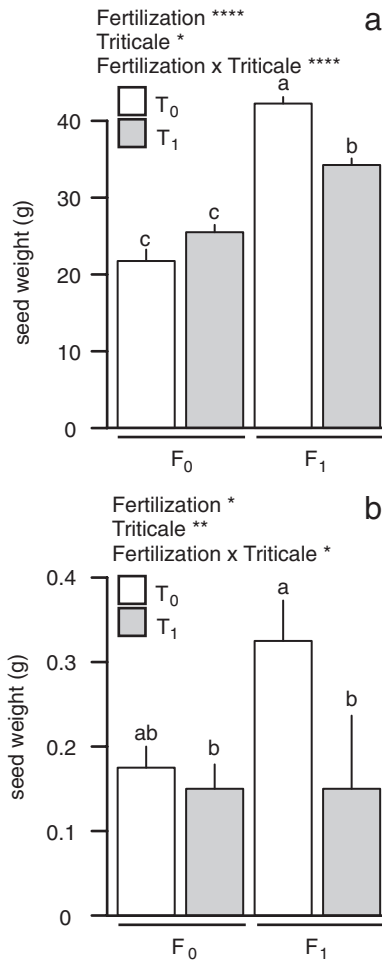 Fertilization ****
a
Triticale *
Fertilization x Triticale ****
a
T0
T1
b
c
c
40
30
20
10
0
seed weight (g)
F0
F1
Fertilization *
b
Triticale **
Fertilization x Triticale *
0.4
T0
T1
a
0.3
ab
b
b
0.2
0.1
0
seed weight (g)
F0
F1